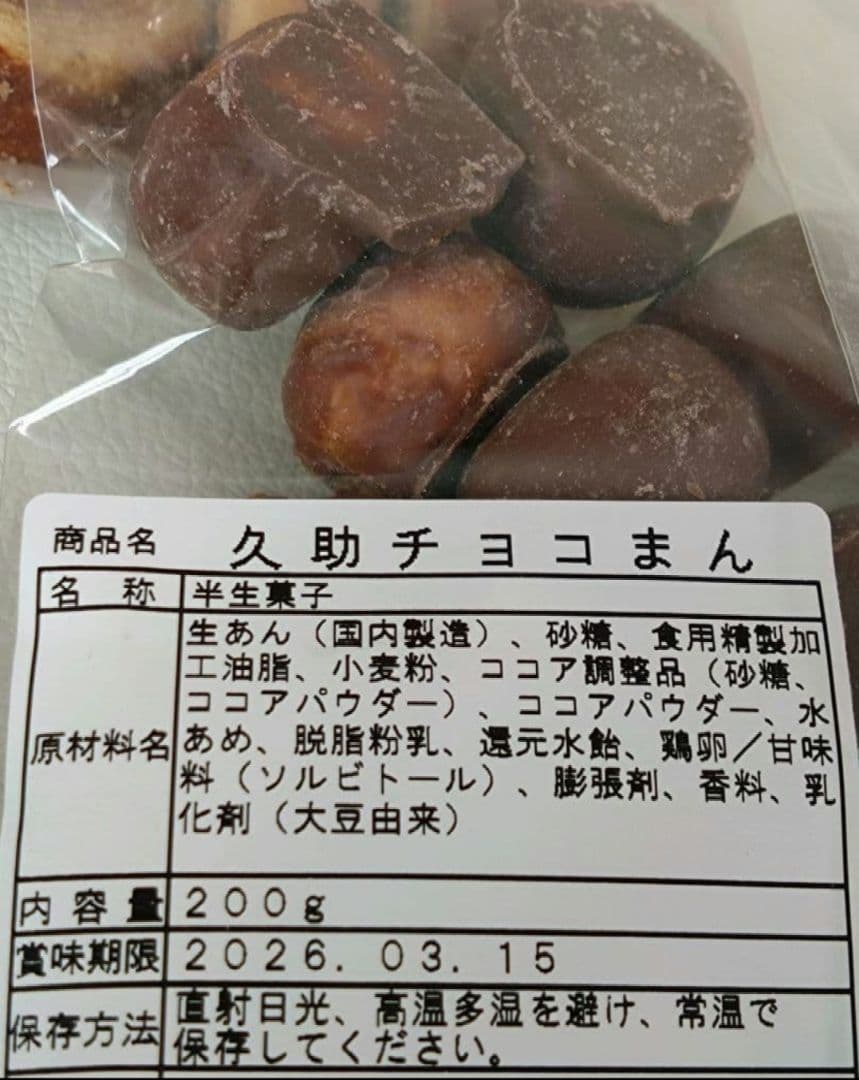 商品名 久助チョコまん
名称 半生菓子
原材料名 生あん（国内製造）、砂糖、食用精製加
工油脂、小麦粉、ココア調整品（砂糖、
ココアパウダー）、ココアパウダー、水
あめ、脱脂粉乳、還元水飴、鶏卵／甘味
料（ソルビトール）、膨張剤、香料、乳
化剤（大豆由来）
内容量 200g
賞味期限 2026.03.15
保存方法 直射日光、高温多湿を避け、常温で
保存してください。